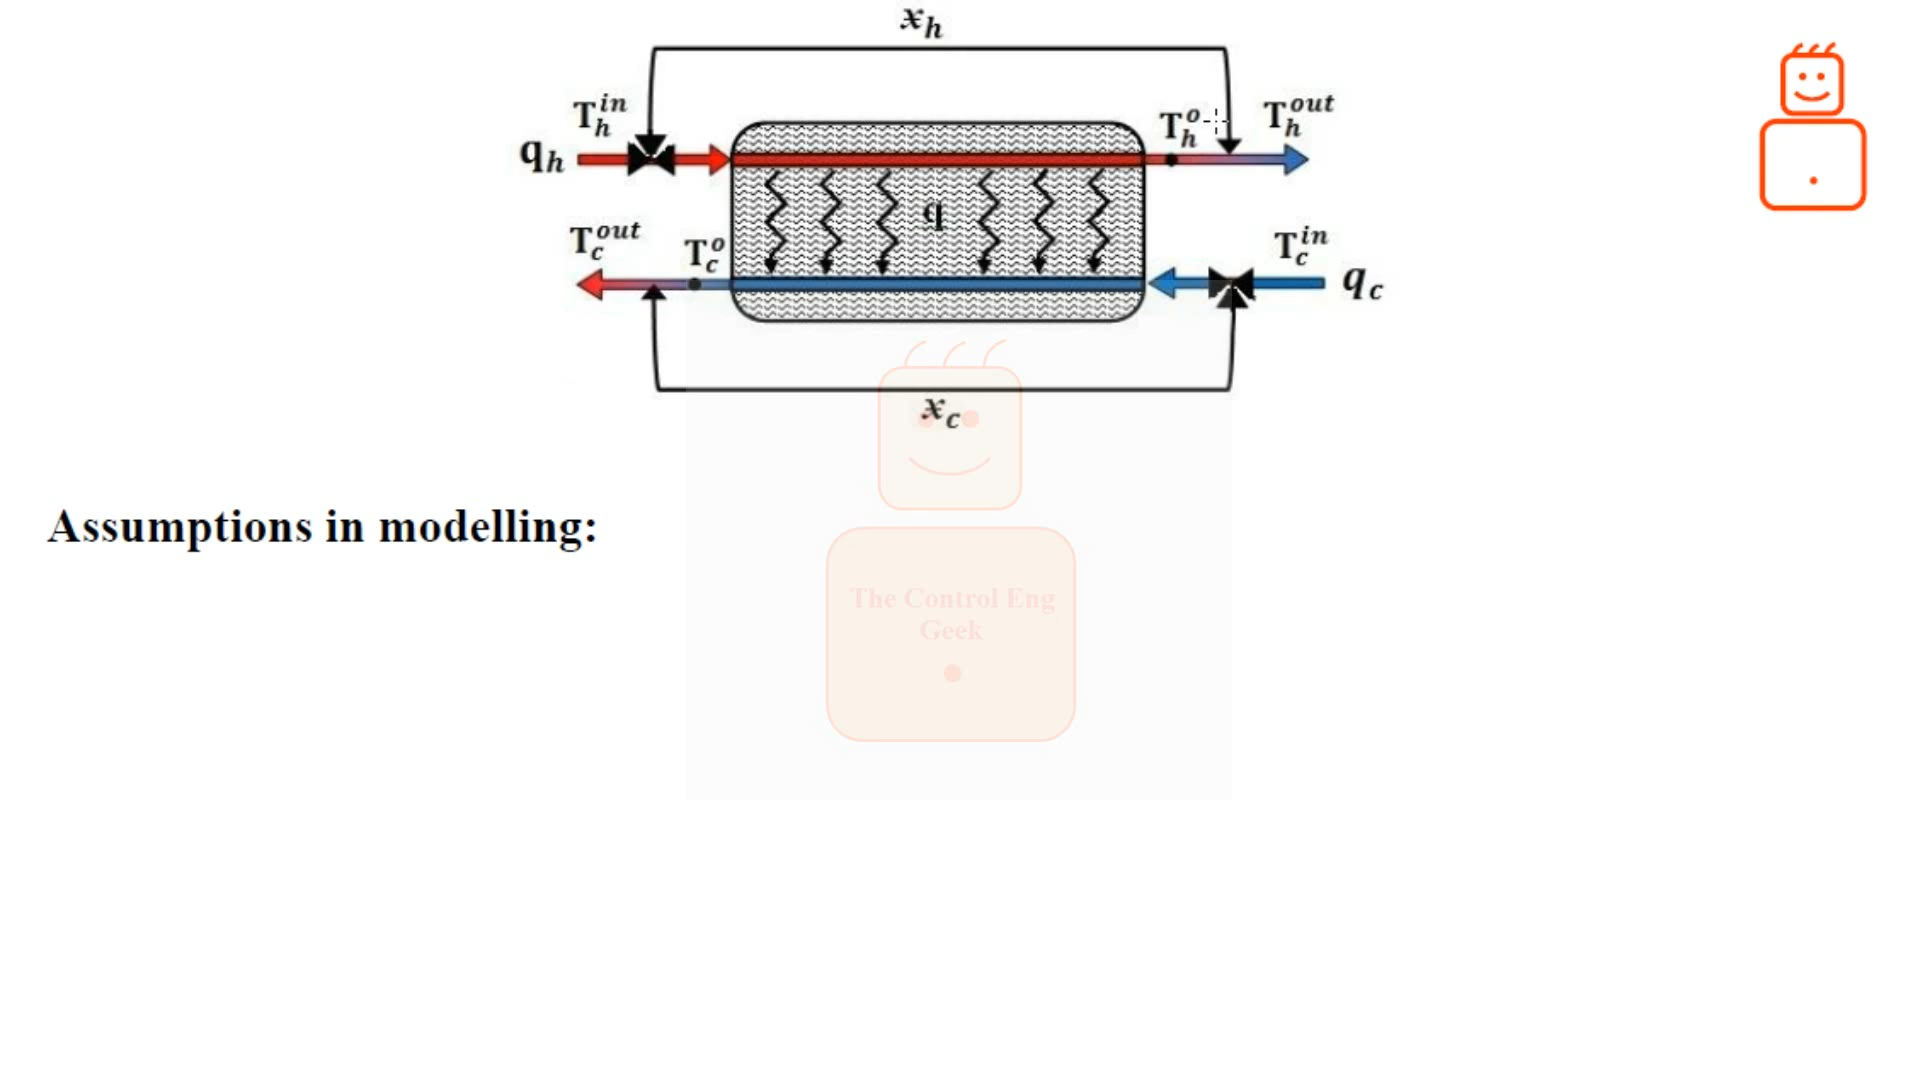 x_h
T_h^in
T_h^o
T_h^out
q_h
T_c^out
T_c^o
q
T_c^in
q_c
x_c
Assumptions in modelling:
The Control Eng
Geek